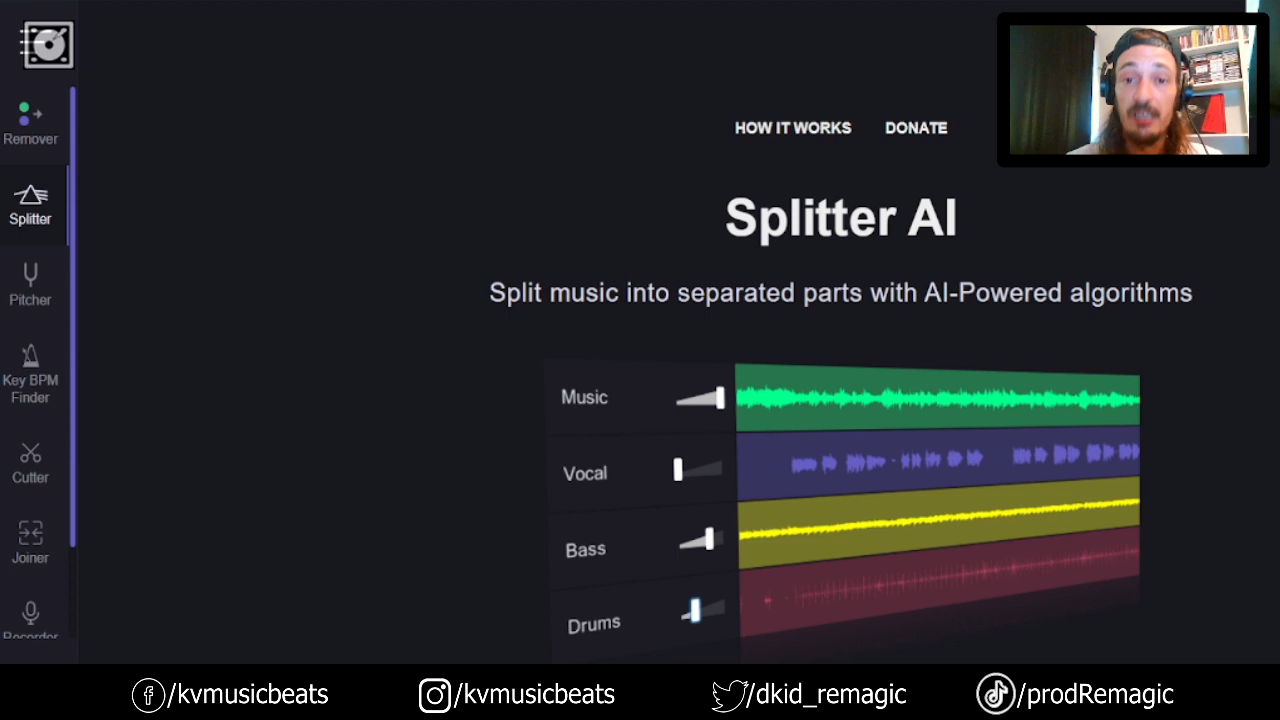 Remover
Splitter
Pitcher
Key BPM
Finder
Cutter
Joiner
Recorder
HOW IT WORKS
DONATE
Splitter AI
Split music into separated parts with AI-Powered algorithms
Music
Vocal
Bass
Drums
/kvmusicbeats
/kvmusicbeats
/dkid_remagic
/prodRemagic